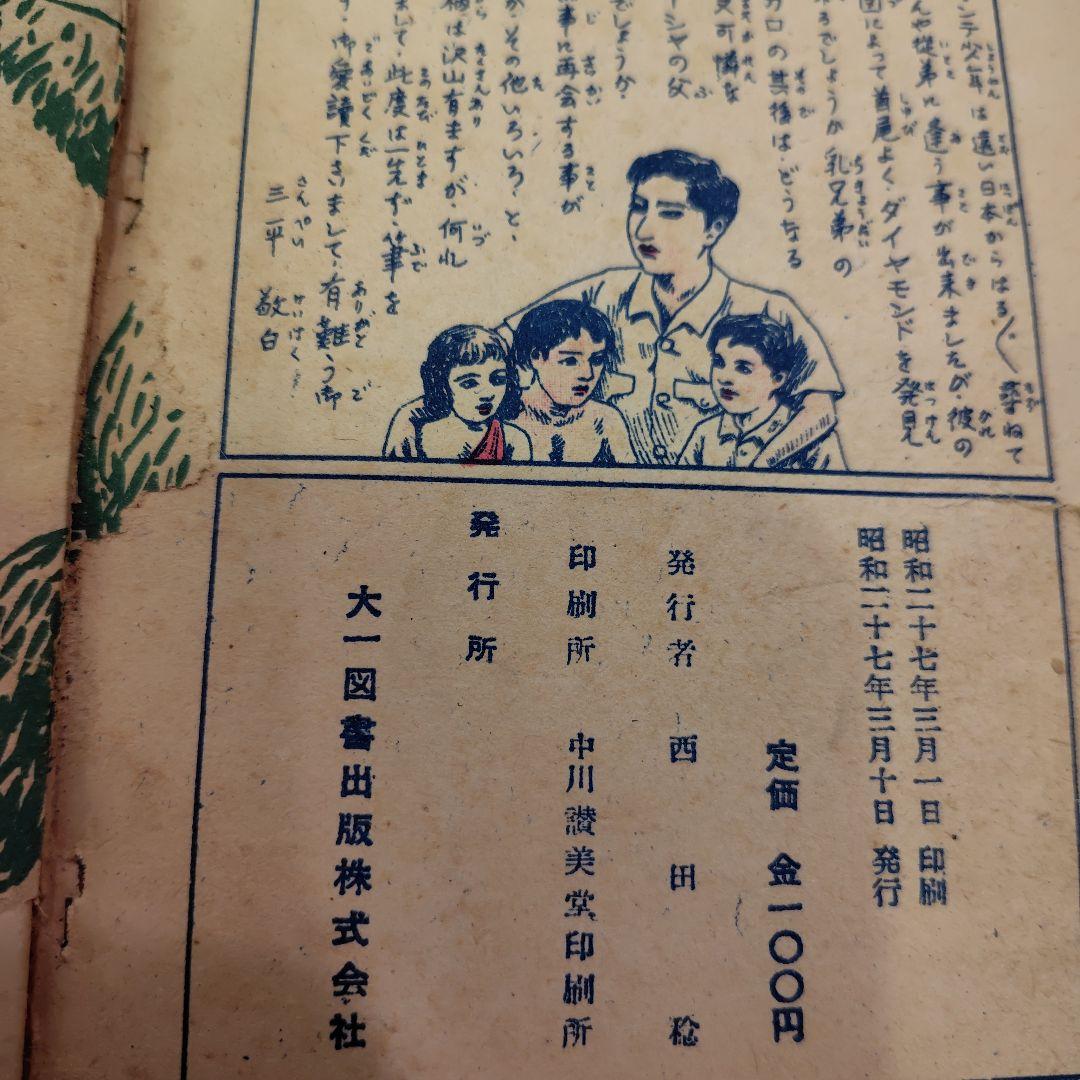 ンテ少年は遠い日本からはる〲尋ねて
や従弟に逢う事が出来ましたが、彼の
図によって首尾よく、ダイヤモンドを発見
るでしょうか 乳兄弟の
ガロの其後は、どうなる
可憐な
ーシャの父
でしょうか。
事に再会する事が
か、その他いろいろ、と、
は沢山有ますが、何れ
まして、此度は一先ず、筆を
す、御愛読下さいまして、有難う御
三平 敬白
昭和二十七年三月一日 印刷
昭和二十七年三月十日 発行
定価 金一〇〇円
発行者 西田稔
印刷所 中川讃美堂印刷所
発行所
大一図書出版株式会社